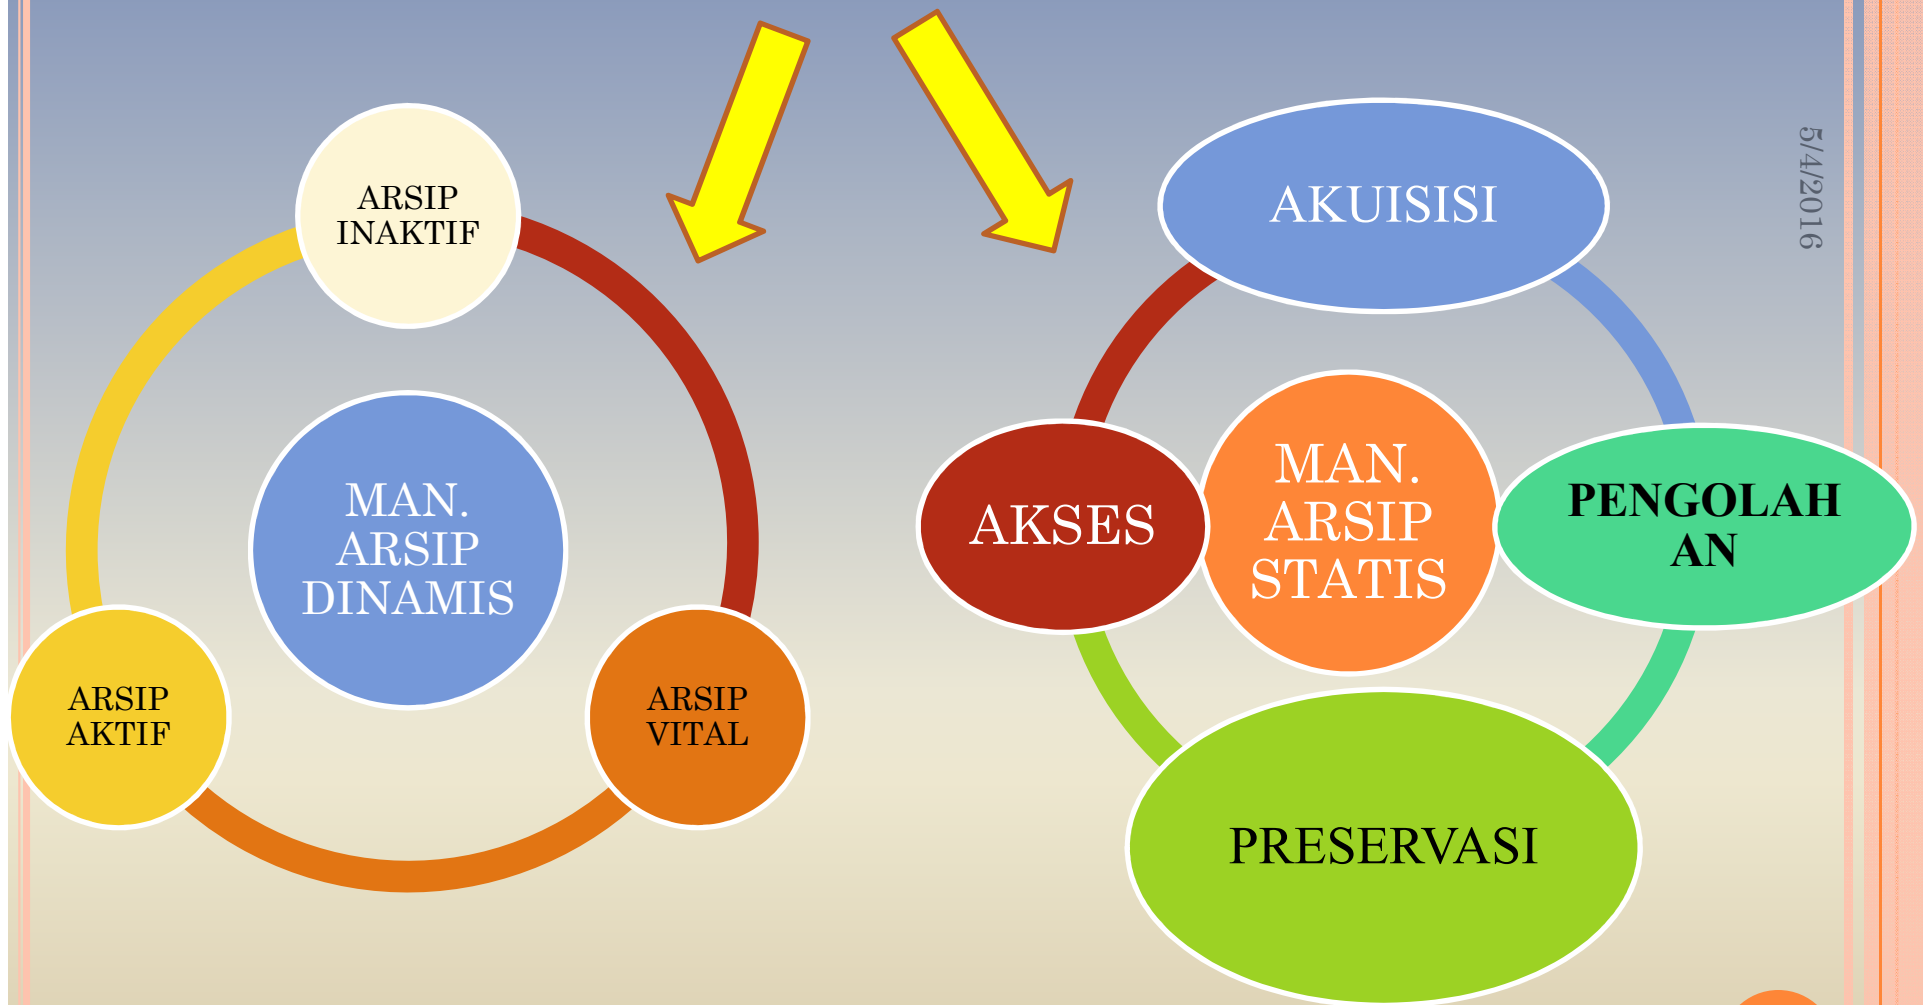 ARSIP
INAKTIF
MAN.
ARSIP
DINAMIS
ARSIP
AKTIF
ARSIP
VITAL
AKUISISI
AKSES
MAN.
ARSIP
STATIS
PENGOLAH
AN
PRESERVASI
5/4/2016